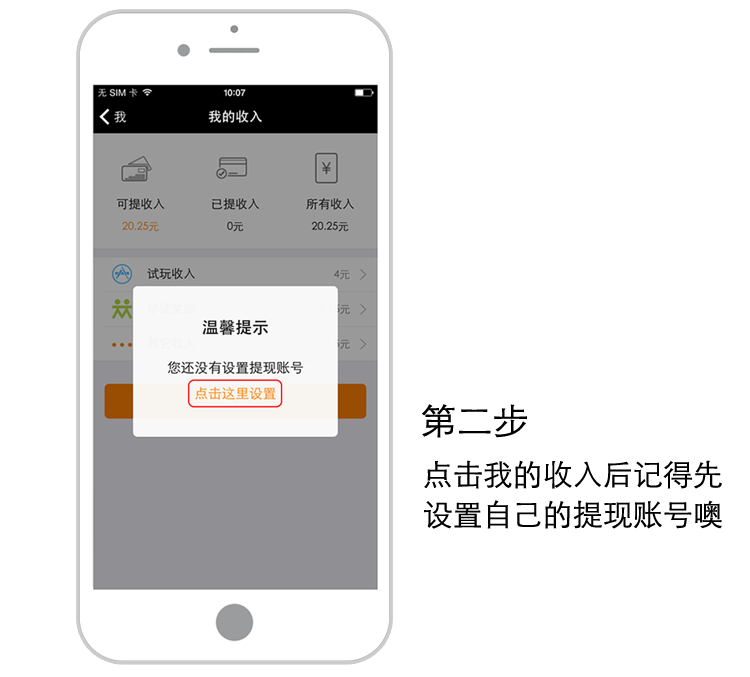 无 SIM 卡
10:07
我
我的收入
可提收入
已提收入
所有收入
20.25元
0元
20.25元
试玩收入
4元
元
元
温馨提示
您还没有设置提现账号
点击这里设置
第二步
点击我的收入后记得先
设置自己的提现账号噢